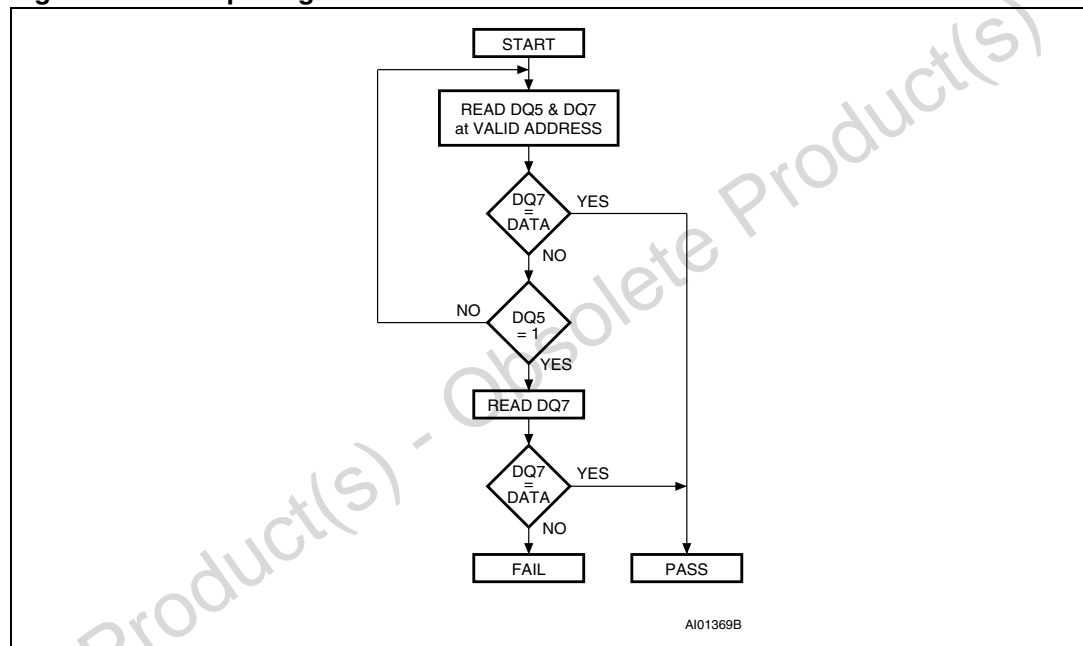 START
READ DQ5 & DQ7
at VALID ADDRESS
DQ7
=
DATA
YES
NO
NO
DQ5
= 1
YES
READ DQ7
DQ7
=
DATA
YES
NO
FAIL
PASS
AI01369B
Product(s) - Obsolete Product(s)